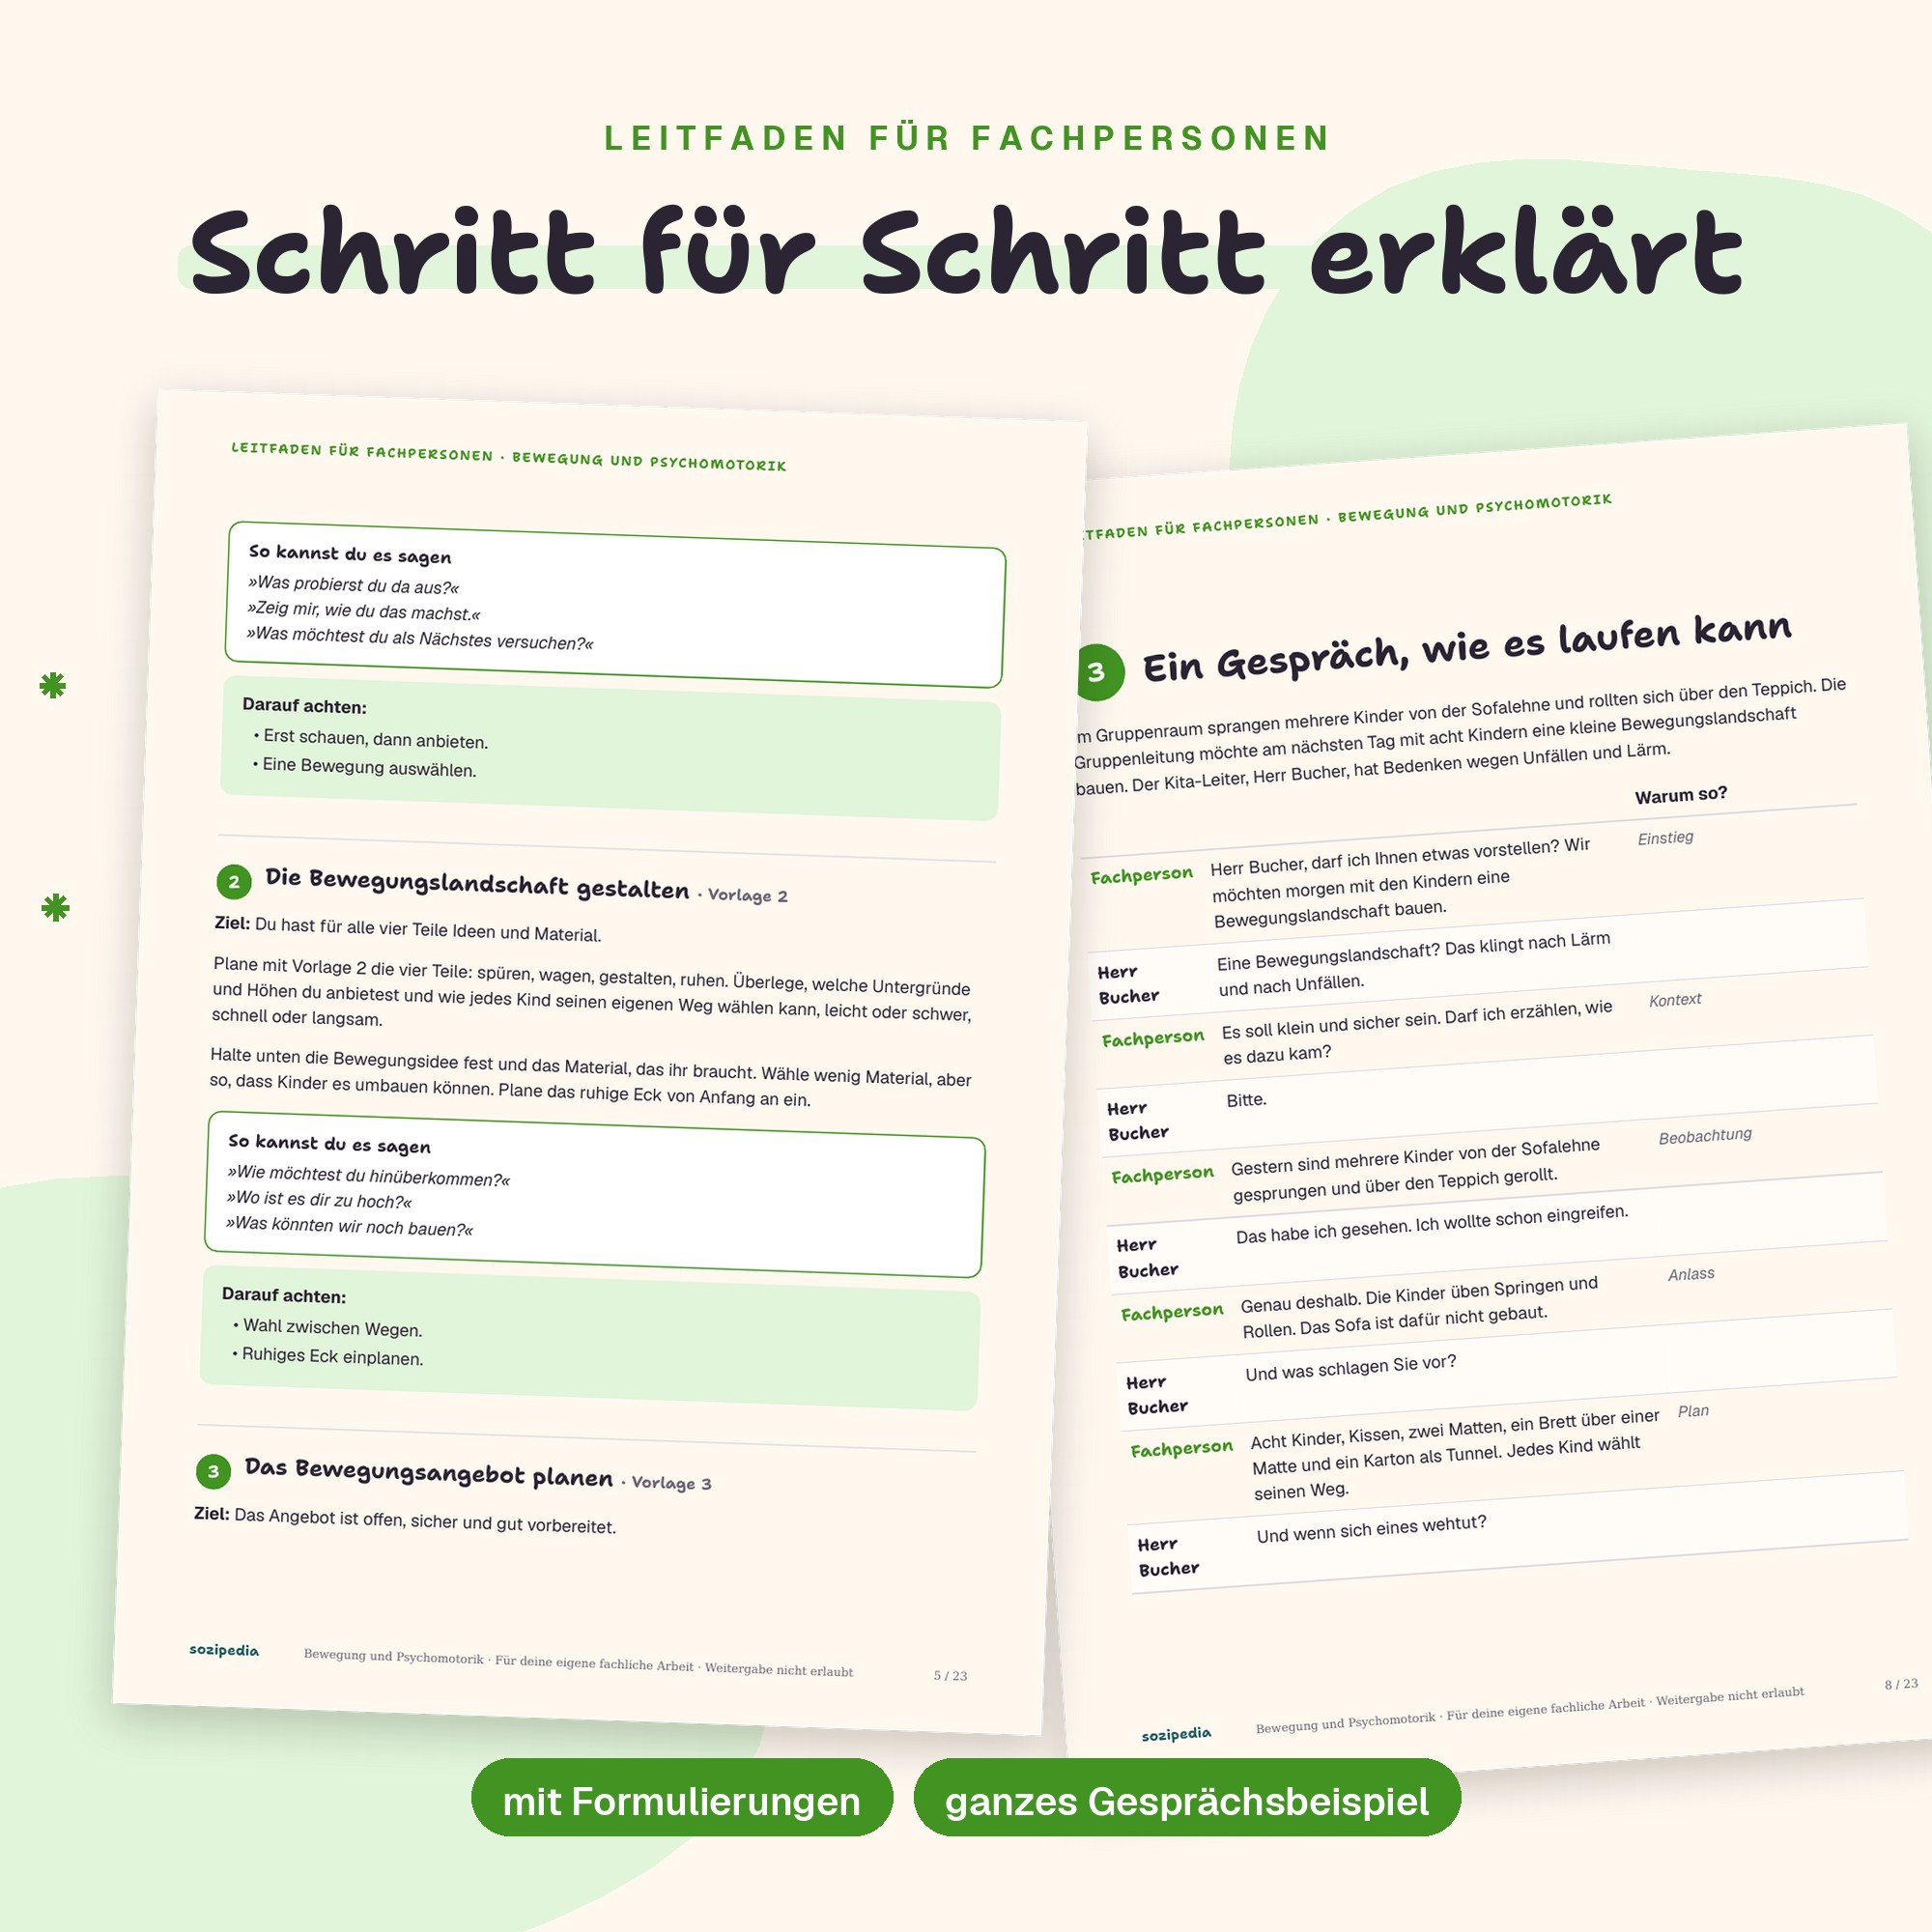 LEITFADEN FÜR FACHPERSONEN
Schritt für Schritt erklärt
LEITFADEN FÜR FACHPERSONEN · BEWEGUNG UND PSYCHOMOTORIK
So kannst du es sagen
»Was probierst du da aus?«
»Zeig mir, wie du das machst.«
»Was möchtest du als Nächstes versuchen?«
Darauf achten:
• Erst schauen, dann anbieten.
• Eine Bewegung auswählen.
2 Die Bewegungslandschaft gestalten · Vorlage 2
Ziel: Du hast für alle vier Teile Ideen und Material.
Plane mit Vorlage 2 die vier Teile: spüren, wagen, gestalten, ruhen. Überlege, welche Untergründe
und Höhen du anbietest und wie jedes Kind seinen eigenen Weg wählen kann, leicht oder schwer,
schnell oder langsam.
Halte unten die Bewegungsidee fest und das Material, das ihr braucht. Wähle wenig Material, aber
so, dass Kinder es umbauen können. Plane das ruhige Eck von Anfang an ein.
So kannst du es sagen
»Wie möchtest du hinüberkommen?«
»Wo ist es dir zu hoch?«
»Was könnten wir noch bauen?«
Darauf achten:
• Wahl zwischen Wegen.
• Ruhiges Eck einplanen.
3 Das Bewegungsangebot planen · Vorlage 3
Ziel: Das Angebot ist offen, sicher und gut vorbereitet.
sozipedia Bewegung und Psychomotorik · Für deine eigene fachliche Arbeit · Weitergabe nicht erlaubt 5 / 23
TFADEN FÜR FACHPERSONEN · BEWEGUNG UND PSYCHOMOTORIK
3 Ein Gespräch, wie es laufen kann
m Gruppenraum sprangen mehrere Kinder von der Sofalehne und rollten sich über den Teppich. Die
Gruppenleitung möchte am nächsten Tag mit acht Kindern eine kleine Bewegungslandschaft
bauen. Der Kita-Leiter, Herr Bucher, hat Bedenken wegen Unfällen und Lärm.
Warum so?
Fachperson Herr Bucher, darf ich Ihnen etwas vorstellen? Wir Einstieg
möchten morgen mit den Kindern eine
Bewegungslandschaft bauen.
Herr Eine Bewegungslandschaft? Das klingt nach Lärm
Bucher und nach Unfällen.
Fachperson Es soll klein und sicher sein. Darf ich erzählen, wie Kontext
es dazu kam?
Herr Bitte.
Bucher
Fachperson Gestern sind mehrere Kinder von der Sofalehne Beobachtung
gesprungen und über den Teppich gerollt.
Herr Das habe ich gesehen. Ich wollte schon eingreifen.
Bucher
Fachperson Genau deshalb. Die Kinder üben Springen und Anlass
Rollen. Das Sofa ist dafür nicht gebaut.
Herr Und was schlagen Sie vor?
Bucher
Fachperson Acht Kinder, Kissen, zwei Matten, ein Brett über einer Plan
Matte und ein Karton als Tunnel. Jedes Kind wählt
seinen Weg.
Herr Und wenn sich eines wehtut?
Bucher
sozipedia Bewegung und Psychomotorik · Für deine eigene fachliche Arbeit · Weitergabe nicht erlaubt 8 / 23
mit Formulierungen
ganzes Gesprächsbeispiel